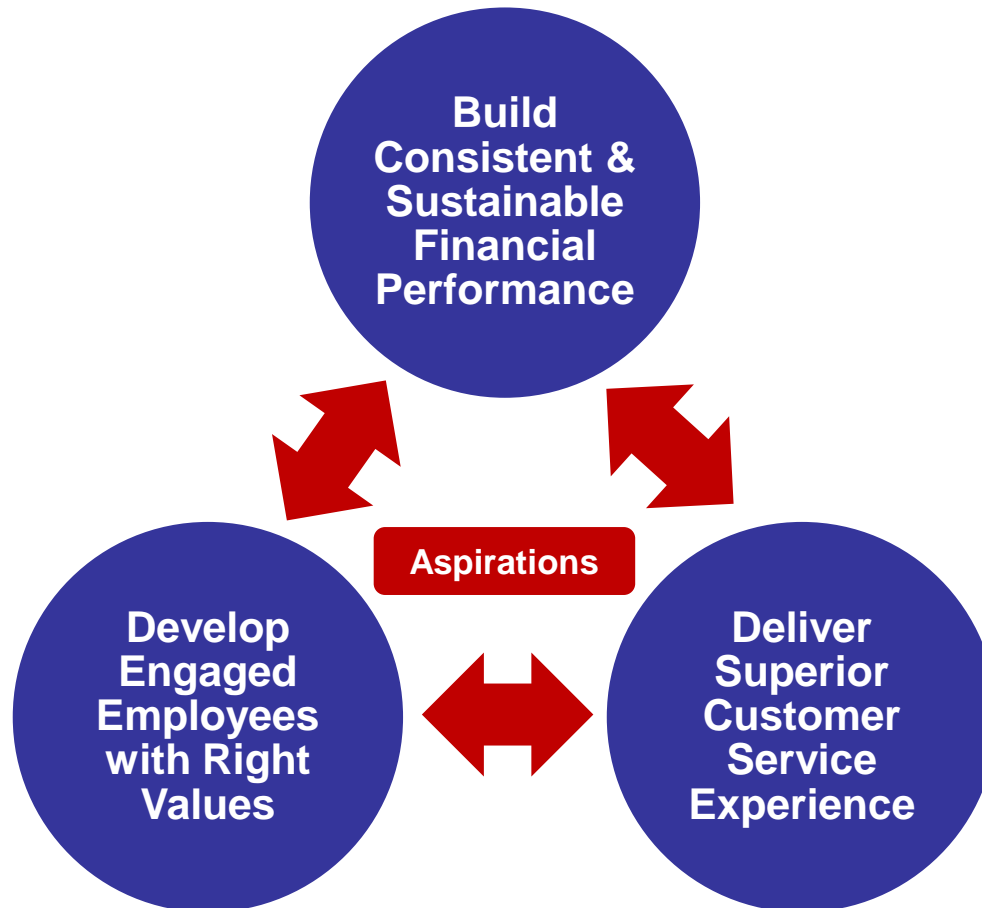 Build
Consistent &
Sustainable
Financial
Performance
Aspirations
Develop
Engaged
Employees
with Right
Values
Deliver
Superior
Customer
Service
Experience